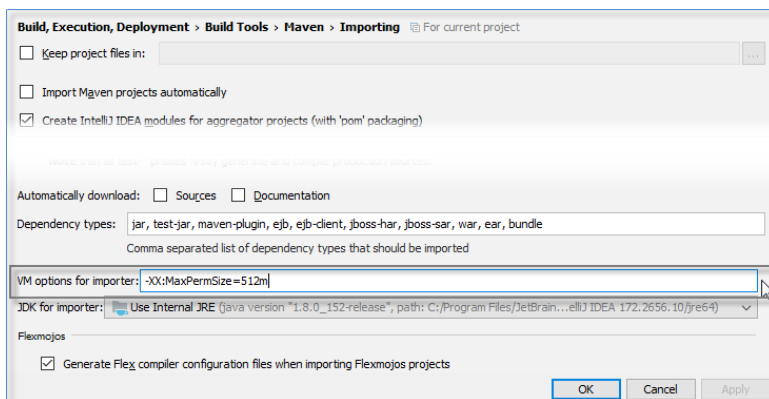 Build, Execution, Deployment › Build Tools › Maven › Importing For current project
Keep project files in:
...
Import Maven projects automatically
Create IntelliJ IDEA modules for aggregator projects (with 'pom' packaging)
Automatically download: Sources Documentation
Dependency types: jar, test-jar, maven-plugin, ejb, ejb-client, jboss-har, jboss-sar, war, ear, bundle
Comma separated list of dependency types that should be imported
VM options for importer: -XX:MaxPermSize=512m
JDK for importer: Use Internal JRE (java version "1.8.0_152-release", path: C:/Program Files/JetBrain...elliJ IDEA 172.2656.10/jre64)
Flexmojos
Generate Flex compiler configuration files when importing Flexmojos projects
OK Cancel Apply